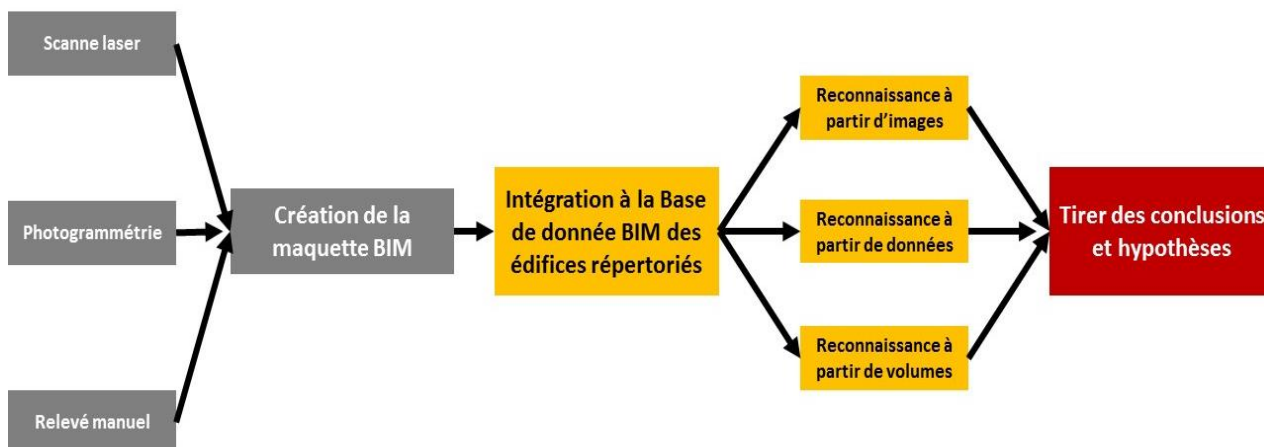 Scanne laser
Photogrammétrie
Relevé manuel
Création de la
maquette BIM
Intégration à la Base
de donnée BIM des
édifices répertoriés
Reconnaissance à
partir d'images
Reconnaissance à
partir de données
Reconnaissance à
partir de volumes
Tirer des conclusions
et hypothèses